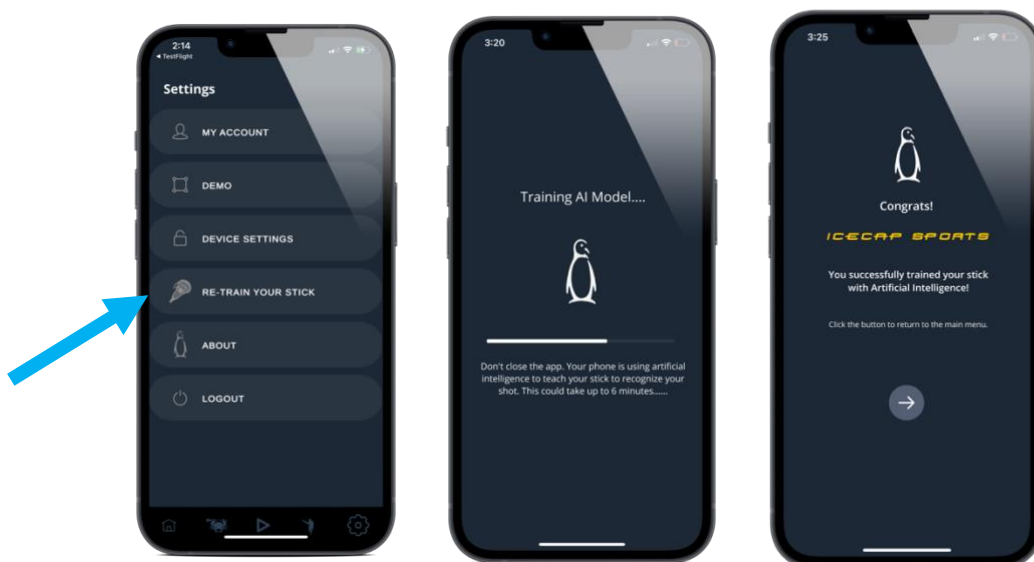 2:14
◂ TestFlight
Settings
MY ACCOUNT
DEMO
DEVICE SETTINGS
RE-TRAIN YOUR STICK
ABOUT
LOGOUT
3:20
Training AI Model....
Don't close the app. Your phone is using artificial
intelligence to teach your stick to recognize your
shot. This could take up to 6 minutes......
3:25
Congrats!
ICECAP SPORTS
You successfully trained your stick
with Artificial Intelligence!
Click the button to return to the main menu.